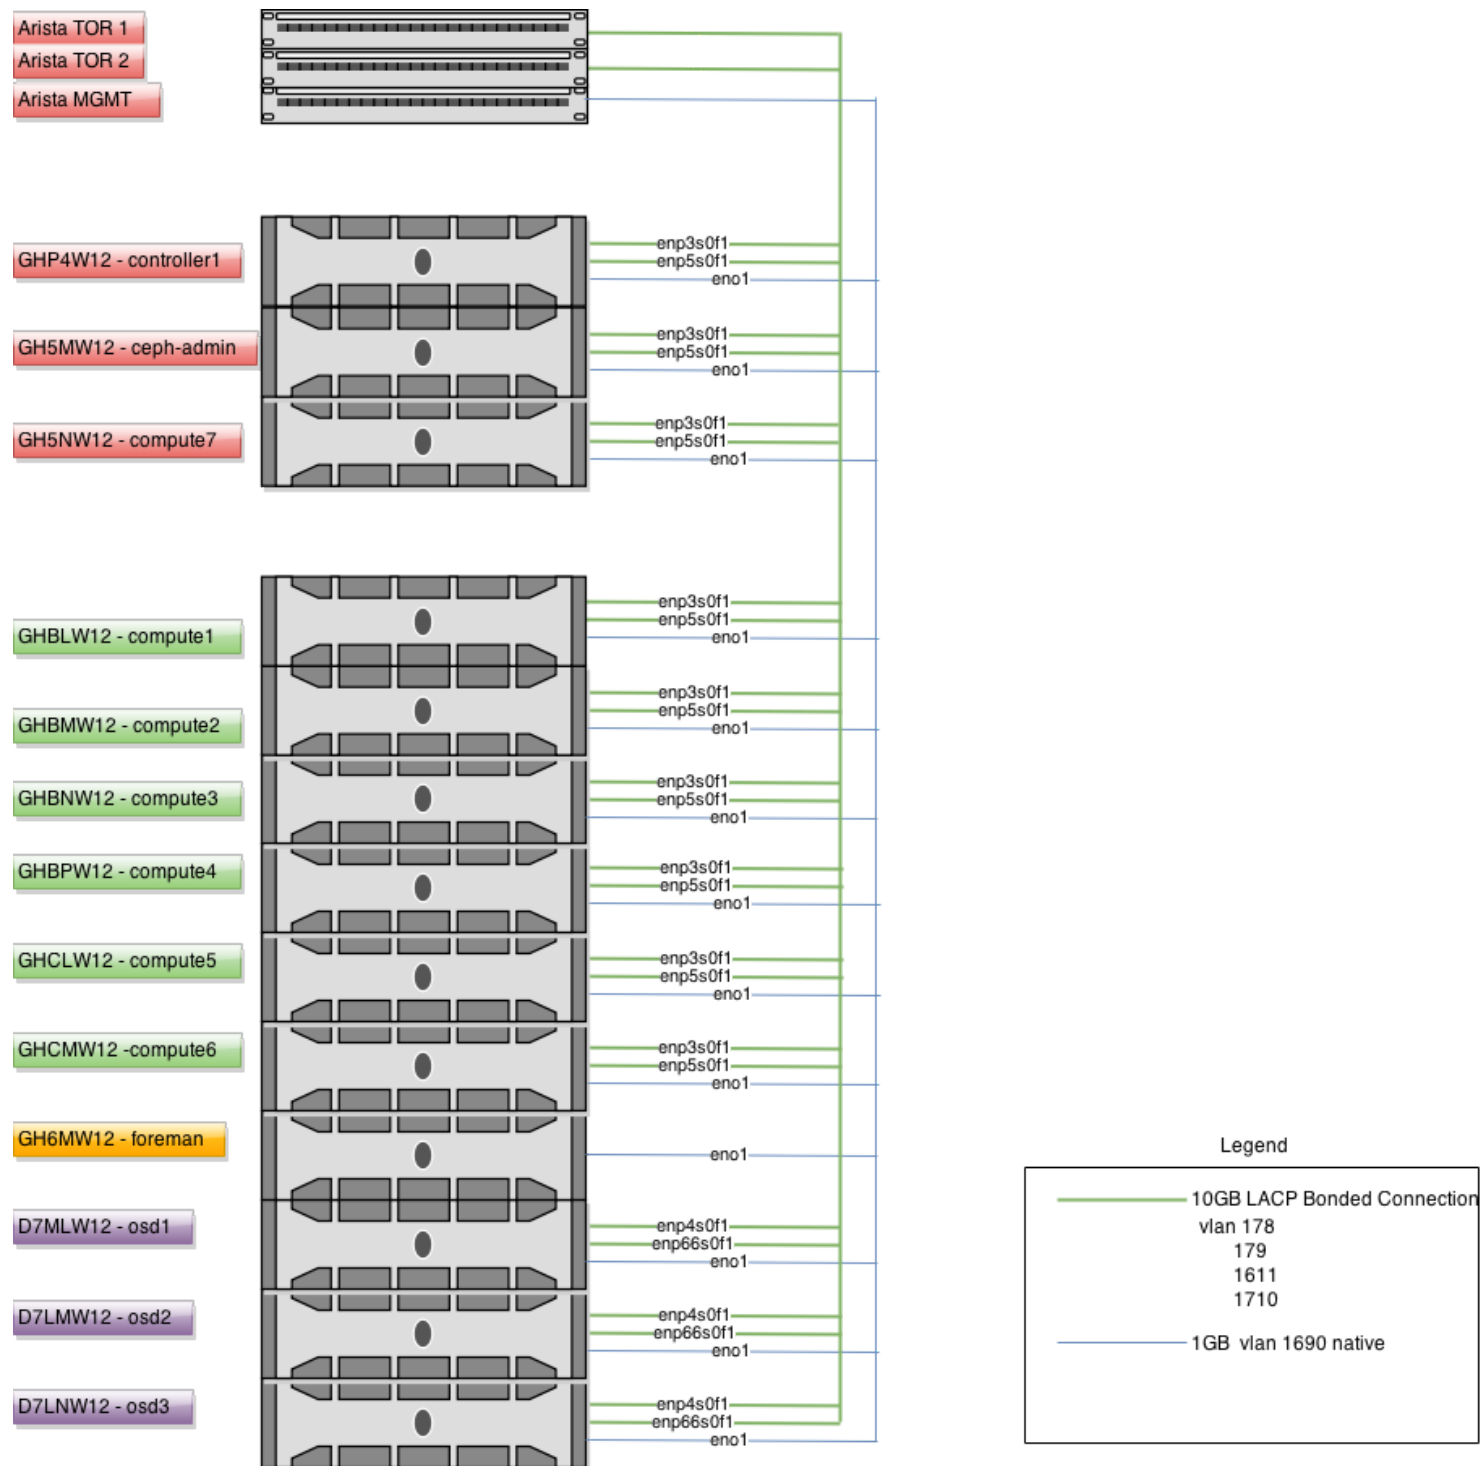 Arista TOR 1
Arista TOR 2
Arista MGMT
GHP4W12 - controller1
enp3s0f1
enp5s0f1
eno1
GH5MW12 - ceph-admin
enp3s0f1
enp5s0f1
eno1
GH5NW12 - compute7
enp3s0f1
enp5s0f1
eno1
GHBLW12 - compute1
enp3s0f1
enp5s0f1
eno1
GHBMW12 - compute2
enp3s0f1
enp5s0f1
eno1
GHBNW12 - compute3
enp3s0f1
enp5s0f1
eno1
GHBPW12 - compute4
enp3s0f1
enp5s0f1
eno1
GHCLW12 - compute5
enp3s0f1
enp5s0f1
eno1
GHCMW12 -compute6
enp3s0f1
enp5s0f1
eno1
GH6MW12 - foreman
eno1
D7MLW12 - osd1
enp4s0f1
enp66s0f1
eno1
D7LMW12 - osd2
enp4s0f1
enp66s0f1
eno1
D7LNW12 - osd3
enp4s0f1
enp66s0f1
eno1
Legend
10GB LACP Bonded Connection
vlan 178
179
1611
1710
1GB vlan 1690 native